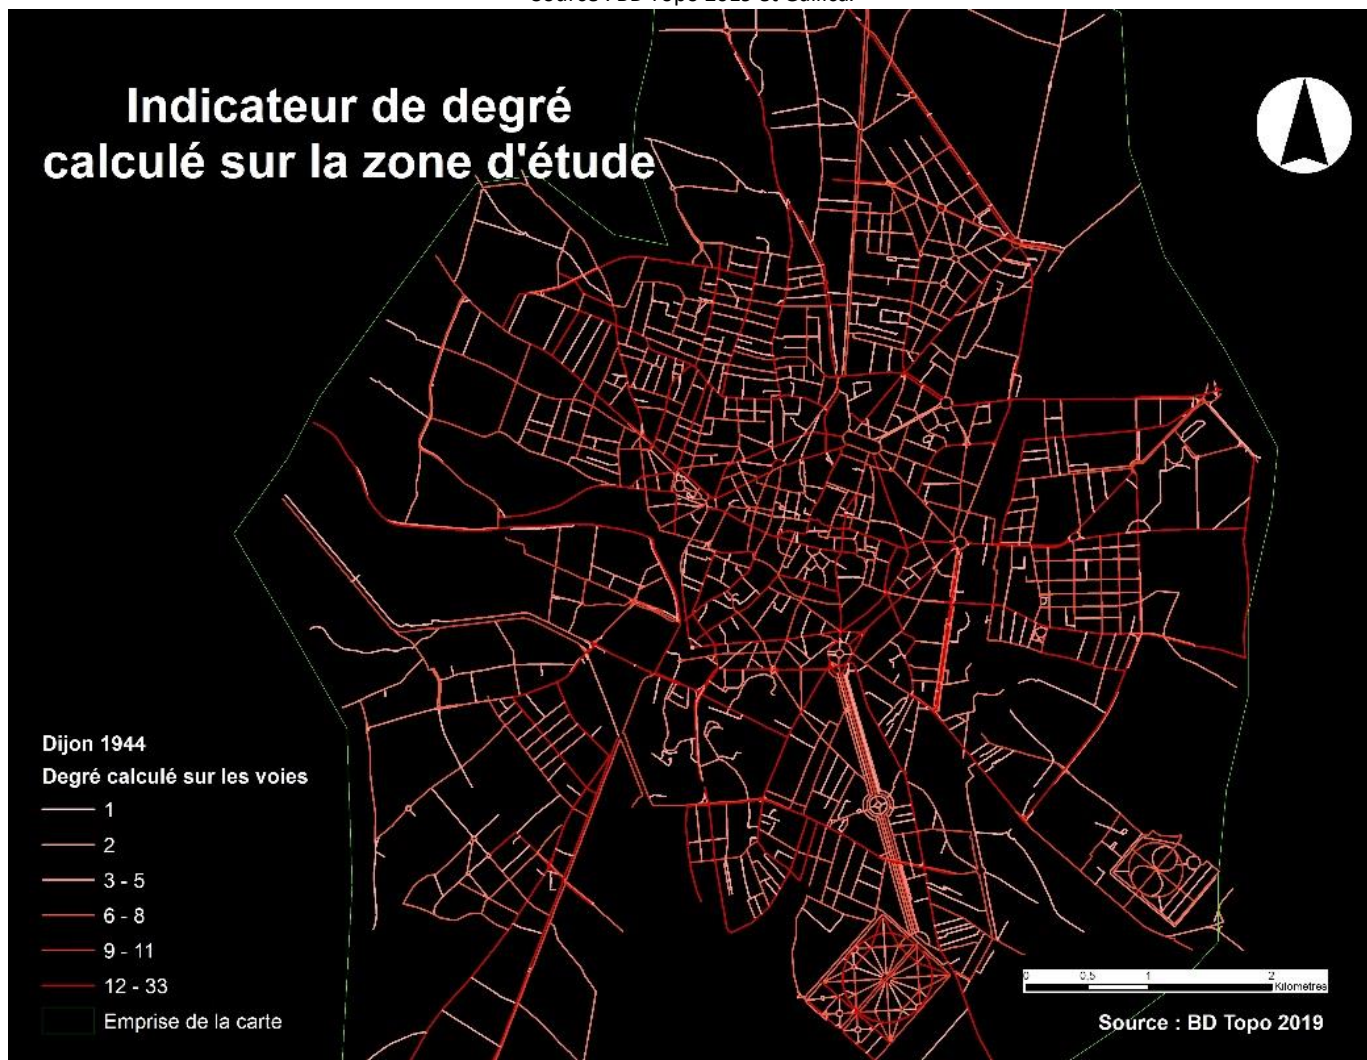 Indicateur de degré
calculé sur la zone d'étude
Dijon 1944
Degré calculé sur les voies
1
2
3 - 5
6 - 8
9 - 11
12 - 33
Emprise de la carte
0 0,5 1 2
Kilomètres
Source : BD Topo 2019